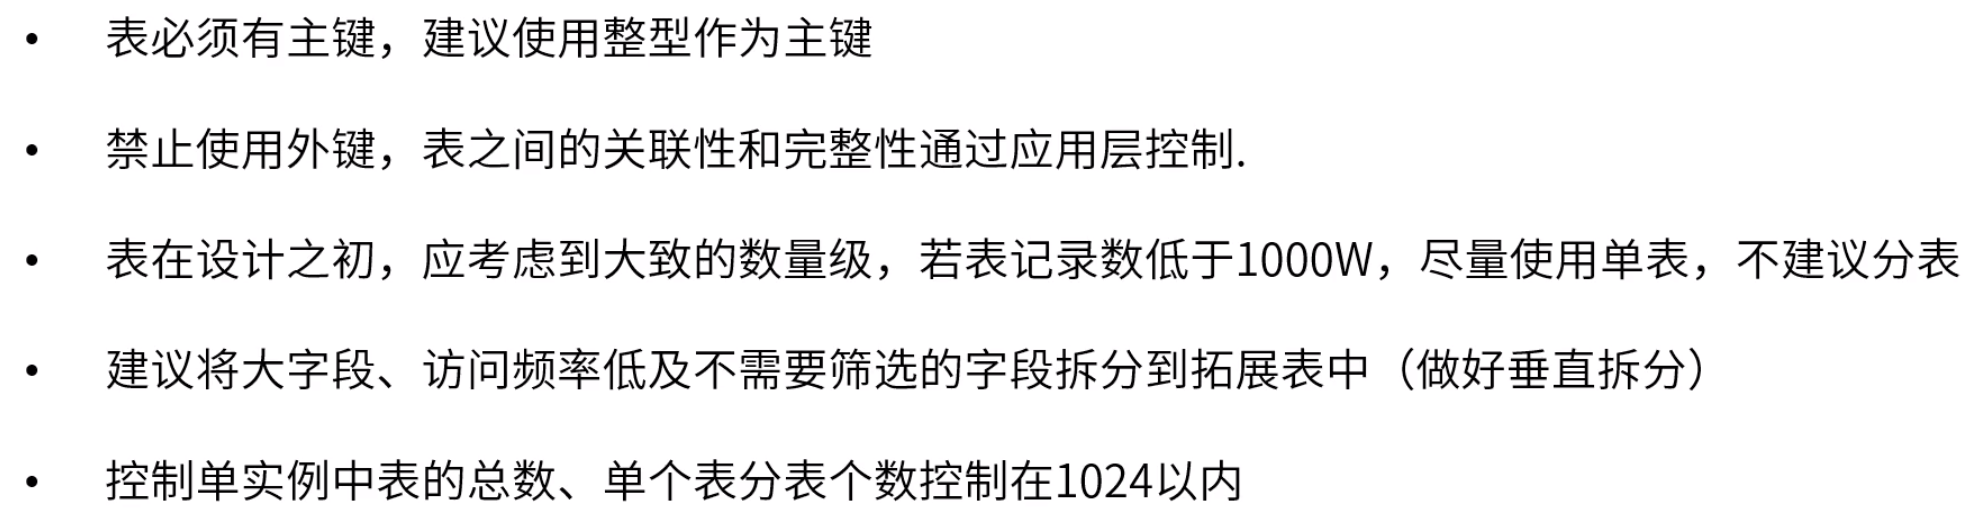 • 表必须有主键，建议使用整型作为主键
• 禁止使用外键，表之间的关联性和完整性通过应用层控制.
• 表在设计之初，应考虑到大致的数量级，若表记录数低于1000W，尽量使用单表，不建议分表
• 建议将大字段、访问频率低及不需要筛选的字段拆分到拓展表中（做好垂直拆分）
• 控制单实例中表的总数、单个表分表个数控制在1024以内